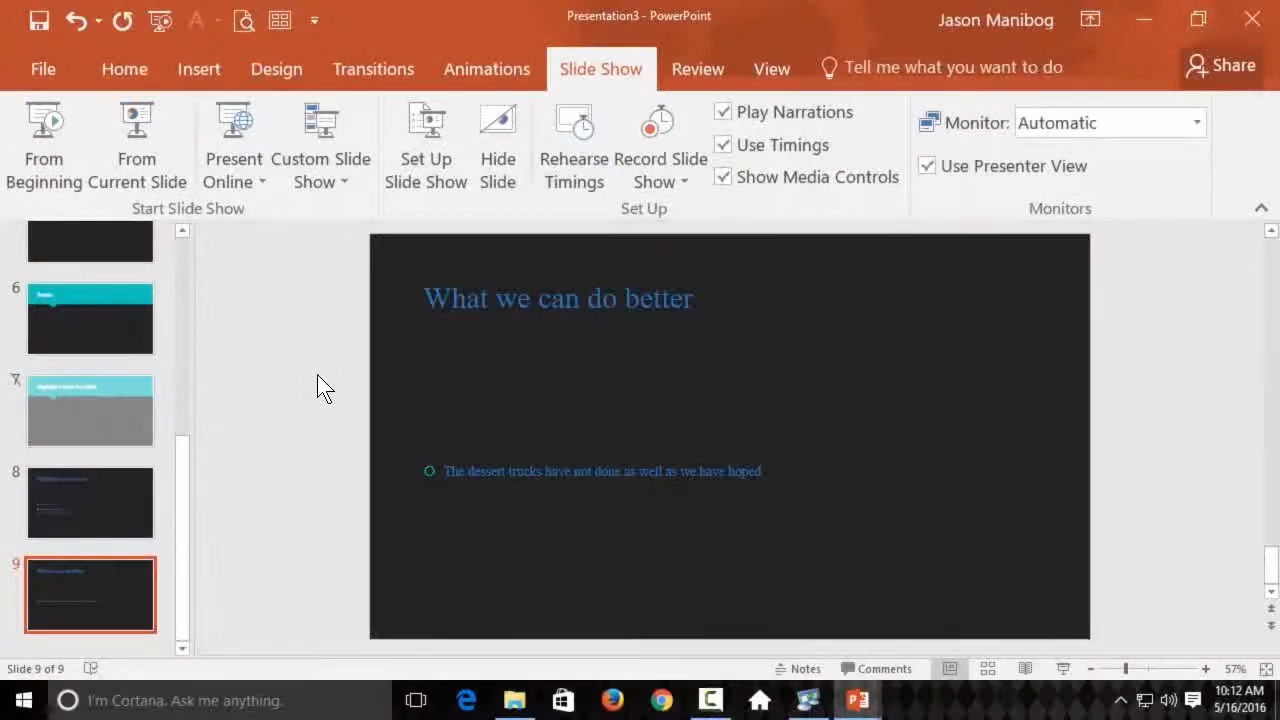 Presentation3 - PowerPoint
Jason Manibog
File Home Insert Design Transitions Animations Slide Show Review View Tell me what you want to do Share
From Beginning
From Current Slide
Present Online
Custom Slide Show
Set Up Slide Show
Hide Slide
Rehearse Timings
Record Slide Show
Play Narrations
Use Timings
Show Media Controls
Monitor: Automatic
Use Presenter View
Start Slide Show
Set Up
Monitors
6
7
8
9
What we can do better
The dessert trucks have not done as well as we have hoped
Slide 9 of 9
Notes
Comments
57%
I'm Cortana. Ask me anything.
10:12 AM
5/16/2016